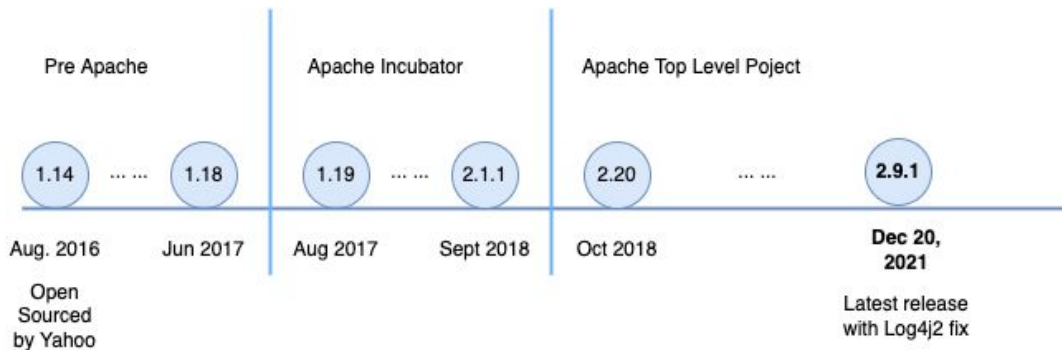 Pre Apache
Apache Incubator
Apache Top Level Poject
1.14
... ...
1.18
1.19
... ...
2.1.1
2.20
... ...
2.9.1
Aug. 2016
Jun 2017
Aug 2017
Sept 2018
Oct 2018
Dec 20,
2021
Open
Sourced
by Yahoo
Latest release
with Log4j2 fix